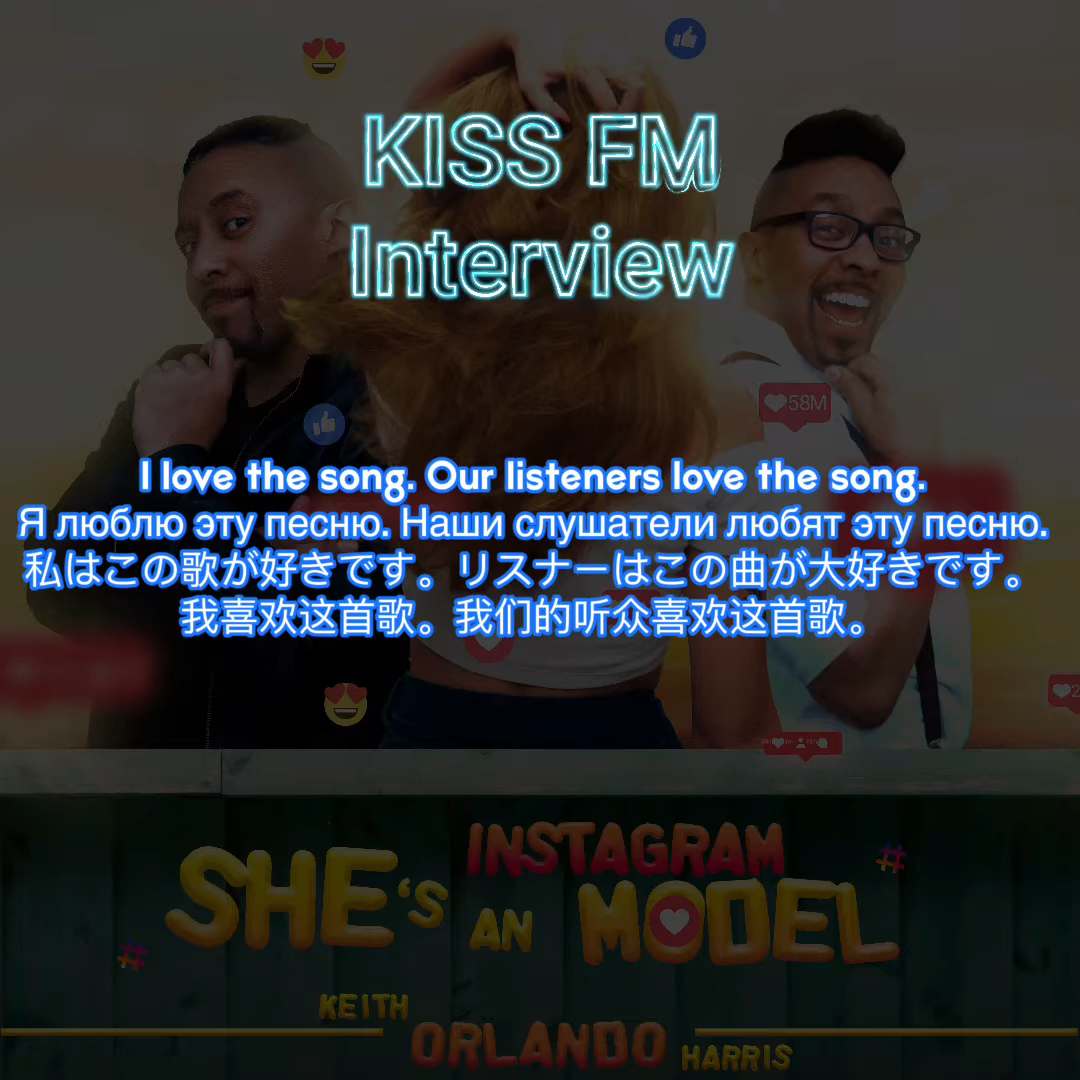 KISS FM
Interview
58M
I love the song. Our listeners love the song.
Я люблю эту песню. Наши слушатели любят эту песню.
私はこの歌が好きです。リスナーはこの曲が大好きです。
我喜欢这首歌。我们的听众喜欢这首歌。
2
SHE'S AN INSTAGRAM MODEL
KEITH
ORLANDO
HARRIS